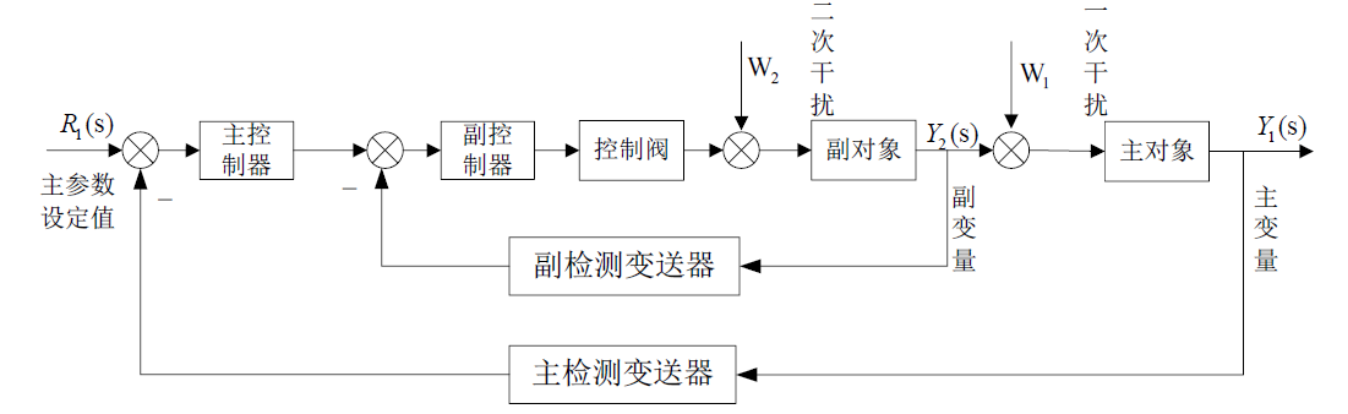 二次干扰
一次干扰
W₂
W₁
R₁(s)
主控
制器
副控
制器
控制阀
副对象
Y₂(s)
主对象
Y₁(s)
主参数
设定值
−
−
副变量
主变量
副检测变送器
主检测变送器